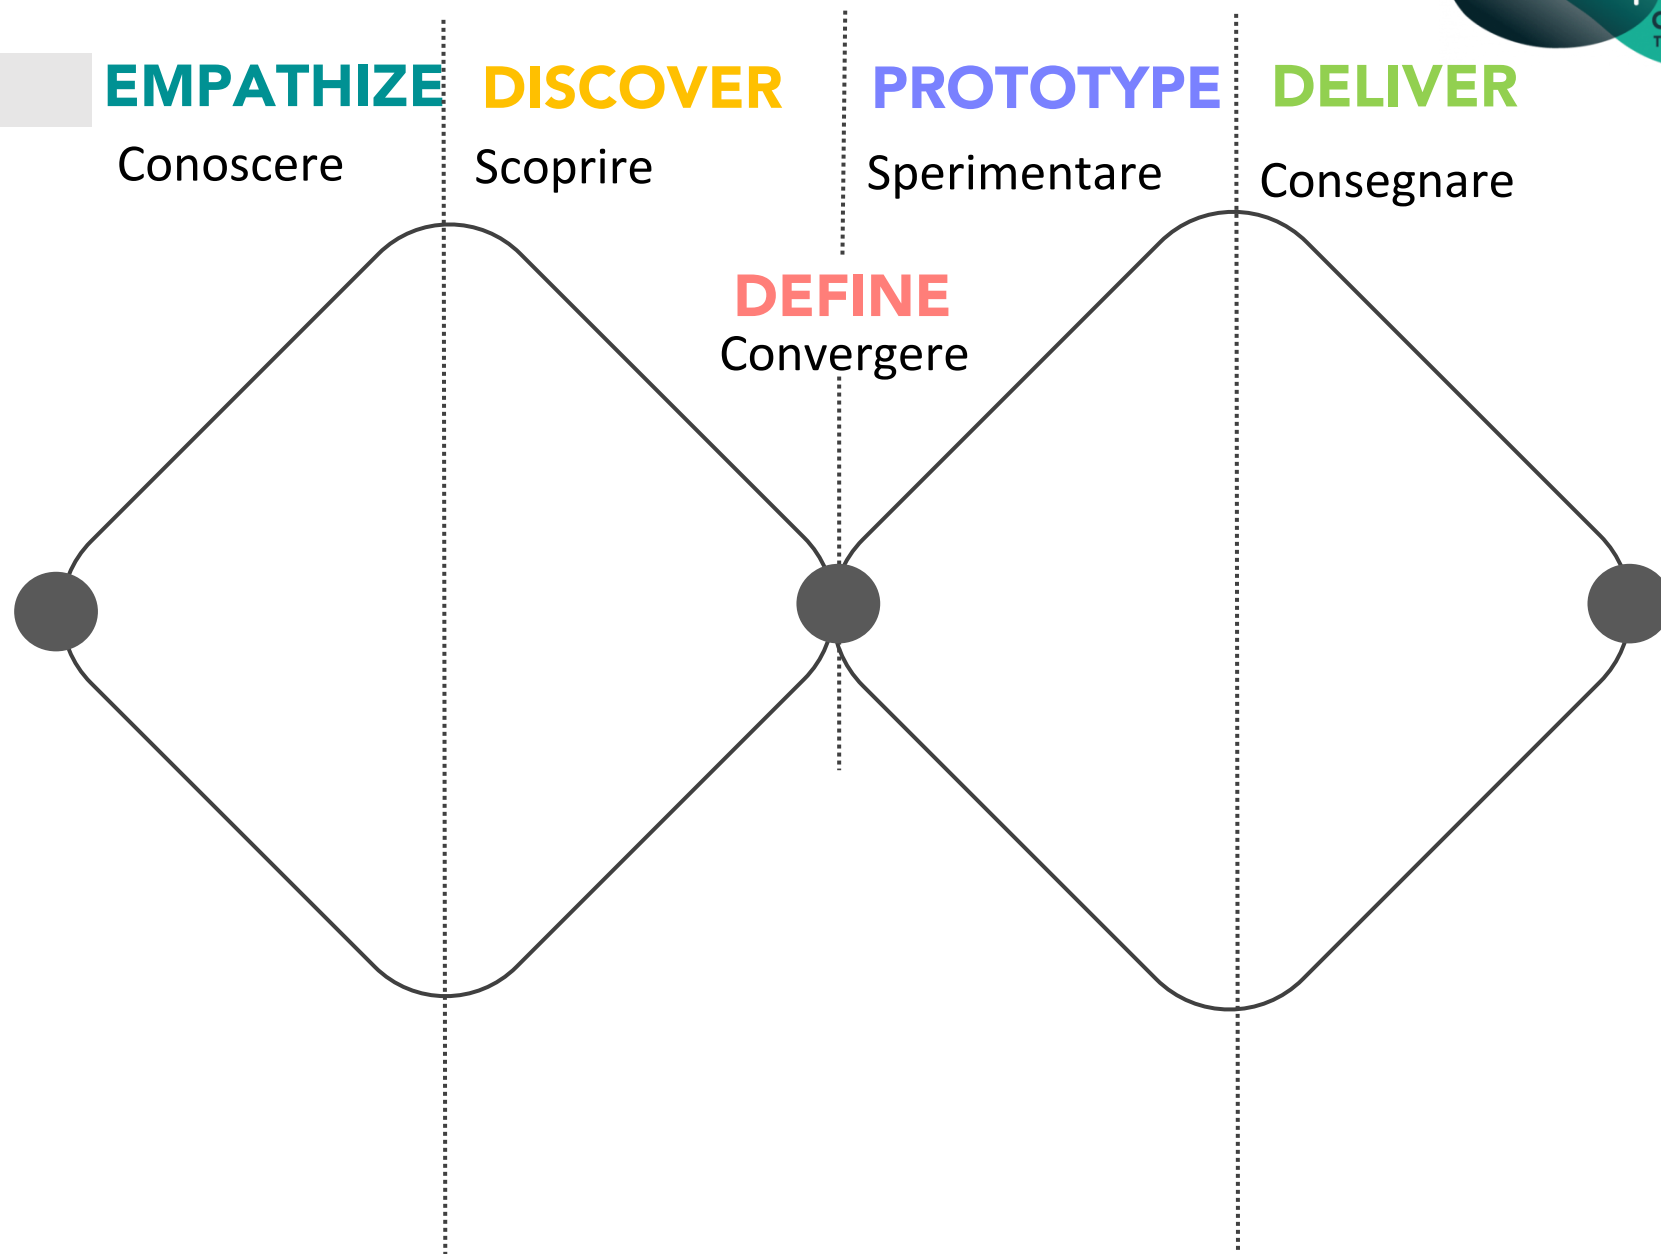 EMPATHIZE
Conoscere
DISCOVER
Scoprire
DEFINE
Convergere
PROTOTYPE
Sperimentare
DELIVER
Consegnare